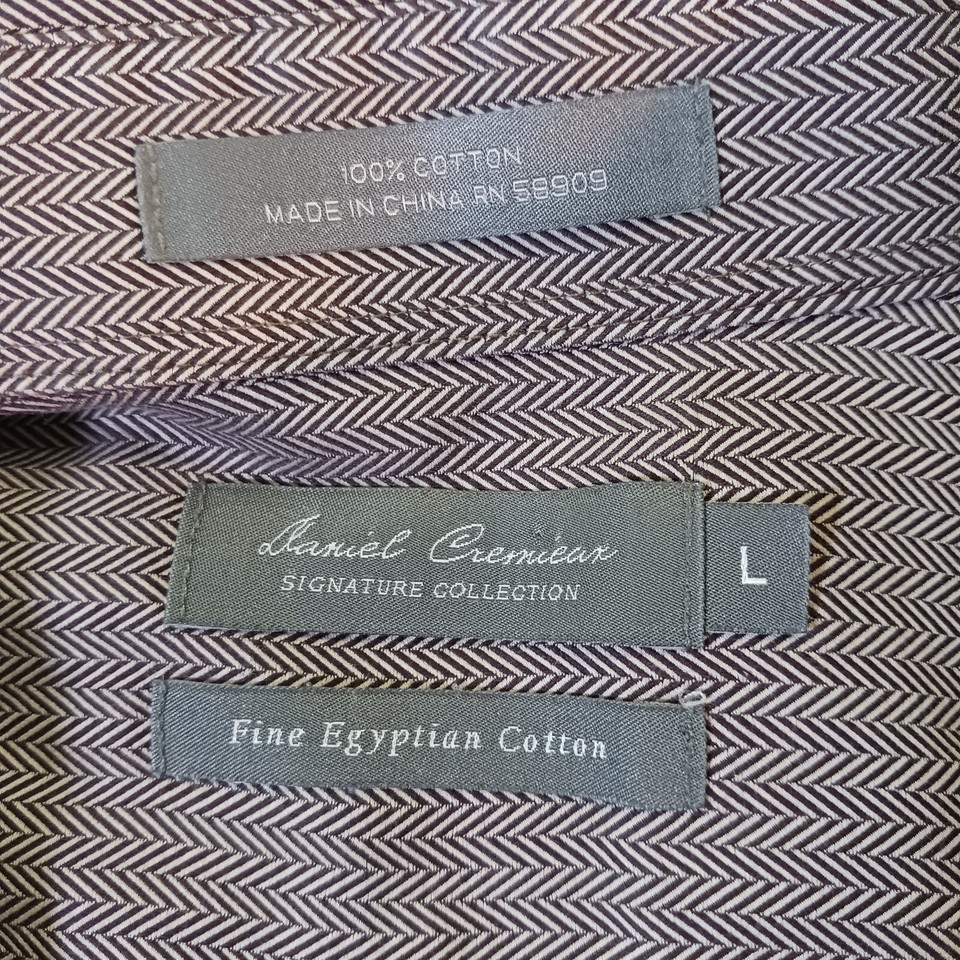 100% COTTON
MADE IN CHINA RN 58909
Daniel Cremieux
SIGNATURE COLLECTION
L
Fine Egyptian Cotton